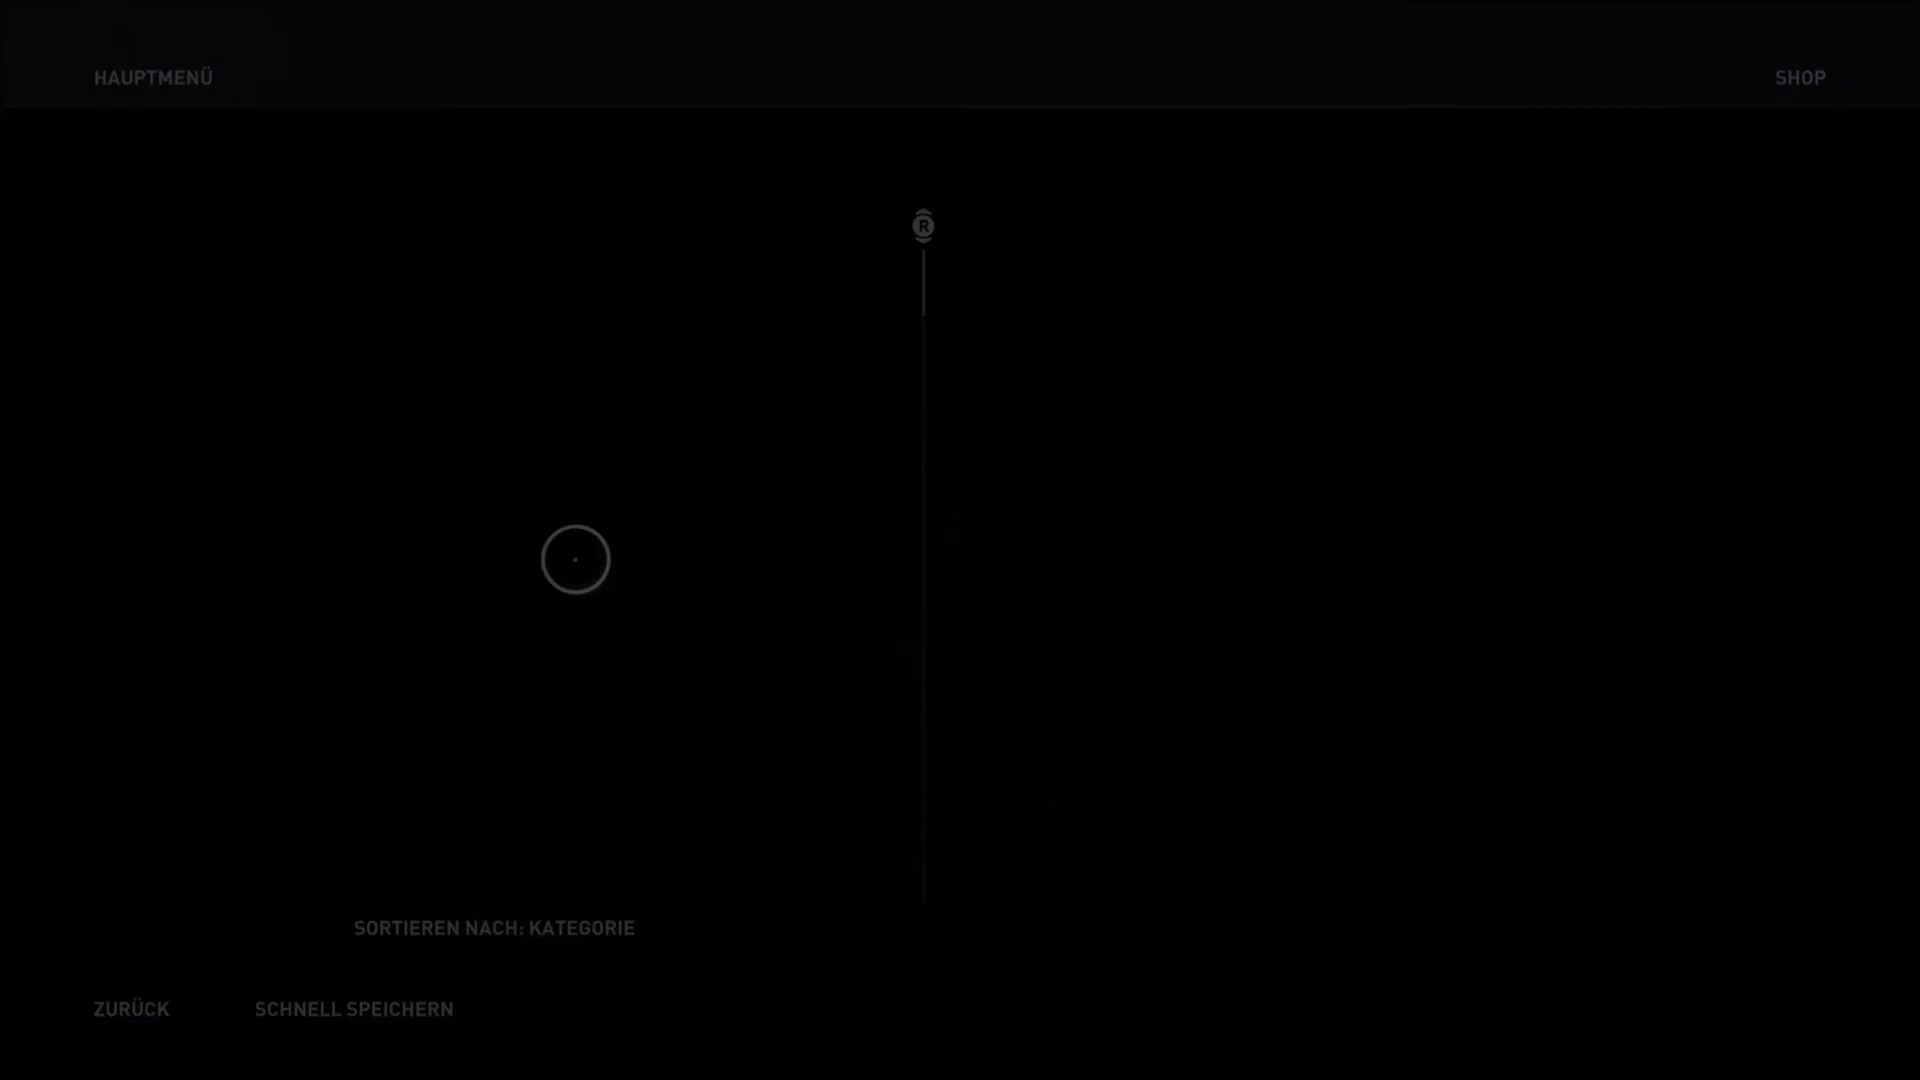 HAUPTMENÜ
SHOP
R
SORTIEREN NACH: KATEGORIE
ZURÜCK
SCHNELL SPEICHERN